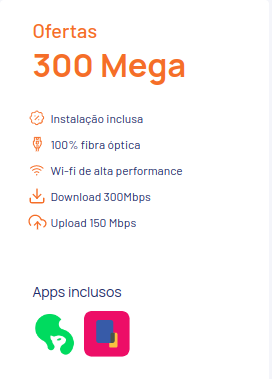 Ofertas
300 Mega
Instalação inclusa
100% fibra óptica
Wi-fi de alta performance
Download 300Mbps
Upload 150 Mbps
Apps inclusos